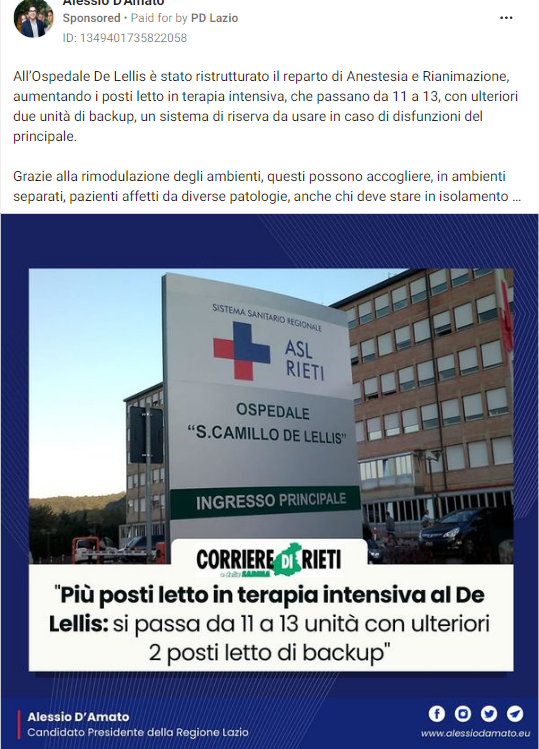 Alessio D'Amato
Sponsored • Paid for by PD Lazio
ID: 1349401735822058
All'Ospedale De Lellis è stato ristrutturato il reparto di Anestesia e Rianimazione,
aumentando i posti letto in terapia intensiva, che passano da 11 a 13, con ulteriori
due unità di backup, un sistema di riserva da usare in caso di disfunzioni del
principale.
Grazie alla rimodulazione degli ambienti, questi possono accogliere, in ambienti
separati, pazienti affetti da diverse patologie, anche chi deve stare in isolamento ...
SISTEMA SANITARIO REGIONALE
ASL
RIETI
OSPEDALE
“S.CAMILLO DE LELLIS”
INGRESSO PRINCIPALE
CORRIERE DI RIETI
e della SABINA
"Più posti letto in terapia intensiva al De
Lellis: si passa da 11 a 13 unità con ulteriori
2 posti letto di backup"
Alessio D’Amato
Candidato Presidente della Regione Lazio
www.alessiodamato.eu